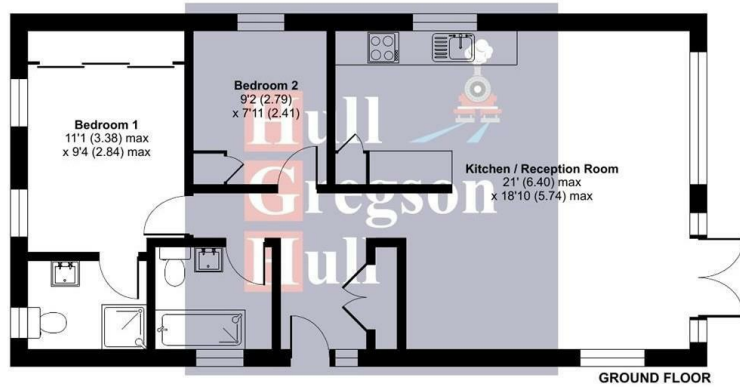 Bedroom 1
11'1 (3.38) max
x 9'4 (2.84) max
Bedroom 2
9'2 (2.79)
x 7'11 (2.41)
Kitchen / Reception Room
21' (6.40) max
x 18'10 (5.74) max
Hull
Gregson
Hull
GROUND FLOOR